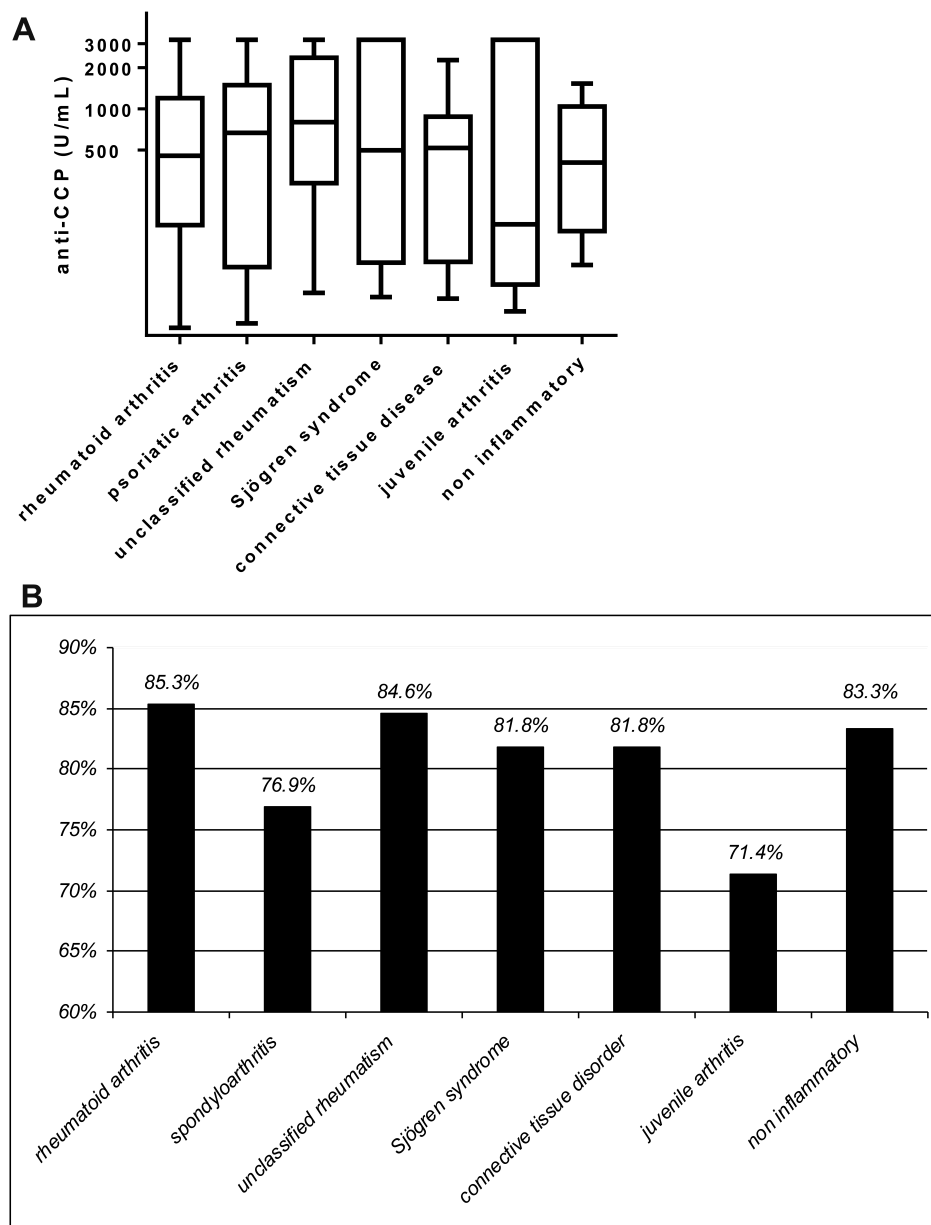 A
3000
2000
1000
500
anti-CCP (U/mL)
rheumatoid arthritis
psoriatic arthritis
unclassified rheumatism
Sjögren syndrome
connective tissue disease
juvenile arthritis
non inflammatory
B
90%
85%
80%
75%
70%
65%
60%
85.3%
76.9%
84.6%
81.8%
81.8%
71.4%
83.3%
rheumatoid arthritis
spondyloarthritis
unclassified rheumatism
Sjögren syndrome
connective tissue disorder
juvenile arthritis
non inflammatory